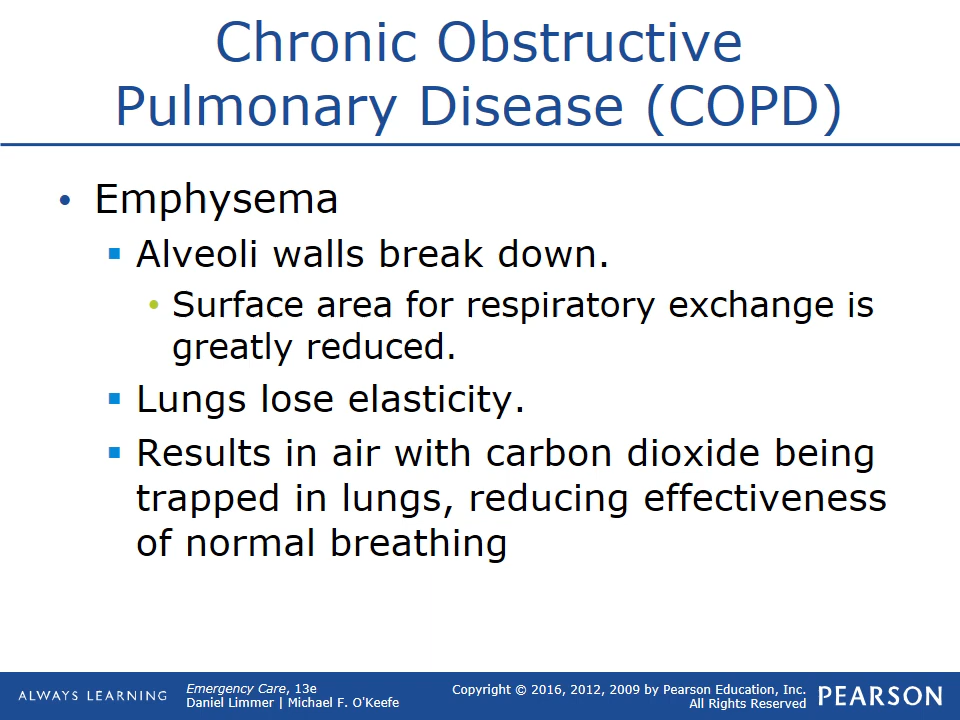 Chronic Obstructive
Pulmonary Disease (COPD)
• Emphysema
▪ Alveoli walls break down.
• Surface area for respiratory exchange is
greatly reduced.
▪ Lungs lose elasticity.
▪ Results in air with carbon dioxide being
trapped in lungs, reducing effectiveness
of normal breathing
ALWAYS LEARNING
Emergency Care, 13e
Daniel Limmer | Michael F. O'Keefe
Copyright © 2016, 2012, 2009 by Pearson Education, Inc.
All Rights Reserved
PEARSON